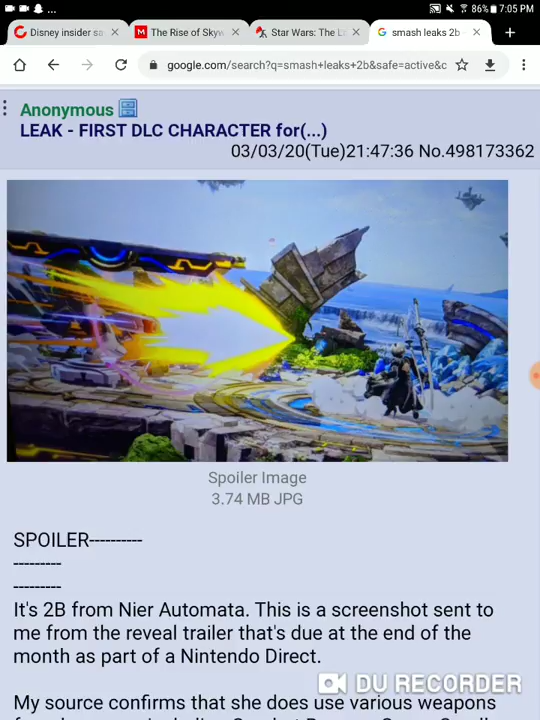 86% 7:05 PM
Disney insider sa
The Rise of Skyw
Star Wars: The L
smash leaks 2b
google.com/search?q=smash+leaks+2b&safe=active&c
Anonymous
LEAK - FIRST DLC CHARACTER for(...)
03/03/20(Tue)21:47:36 No.498173362
Spoiler Image
3.74 MB JPG
SPOILER----------
---------
---------
It's 2B from Nier Automata. This is a screenshot sent to
me from the reveal trailer that's due at the end of the
month as part of a Nintendo Direct.
DU RECORDER
My source confirms that she does use various weapons